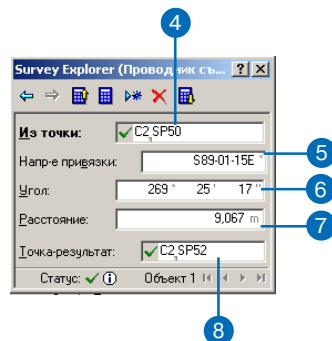 4
Survey Explorer (Проводник съ... ? X
Из точки: C2,SP50
Напр-е привязки: S89-01-15E ° 5
Угол: 269 ° 25 ' 17 '' 6
Расстояние: 9,067 m 7
Точка-результат: C2,SP52
Статус: Объект 1
8